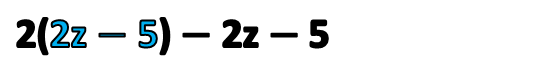 2(2z – 5) – 2z – 5